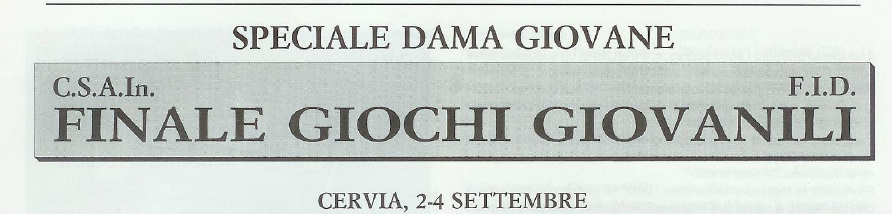 SPECIALE DAMA GIOVANE
C.S.A.In. F.I.D.
FINALE GIOCHI GIOVANILI
CERVIA, 2-4 SETTEMBRE